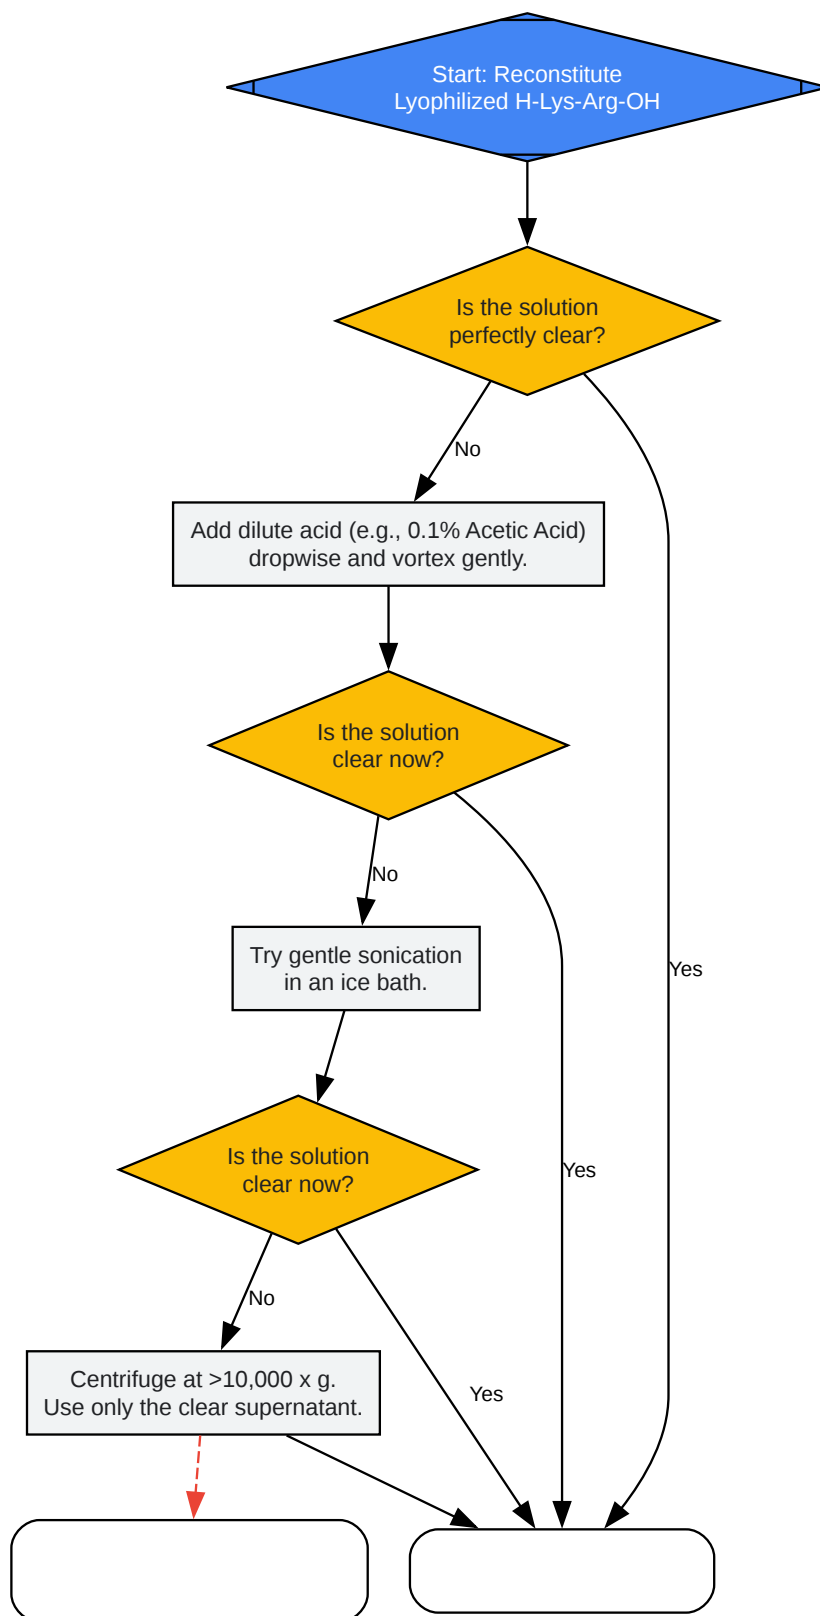 Start: Reconstitute
Lyophilized H-Lys-Arg-OH
Is the solution
perfectly clear?
No
Add dilute acid (e.g., 0.1% Acetic Acid)
dropwise and vortex gently.
Is the solution
clear now?
No
Try gentle sonication
in an ice bath.
Yes
Is the solution
clear now?
Yes
No
Centrifuge at >10,000 x g.
Use only the clear supernatant.
Yes